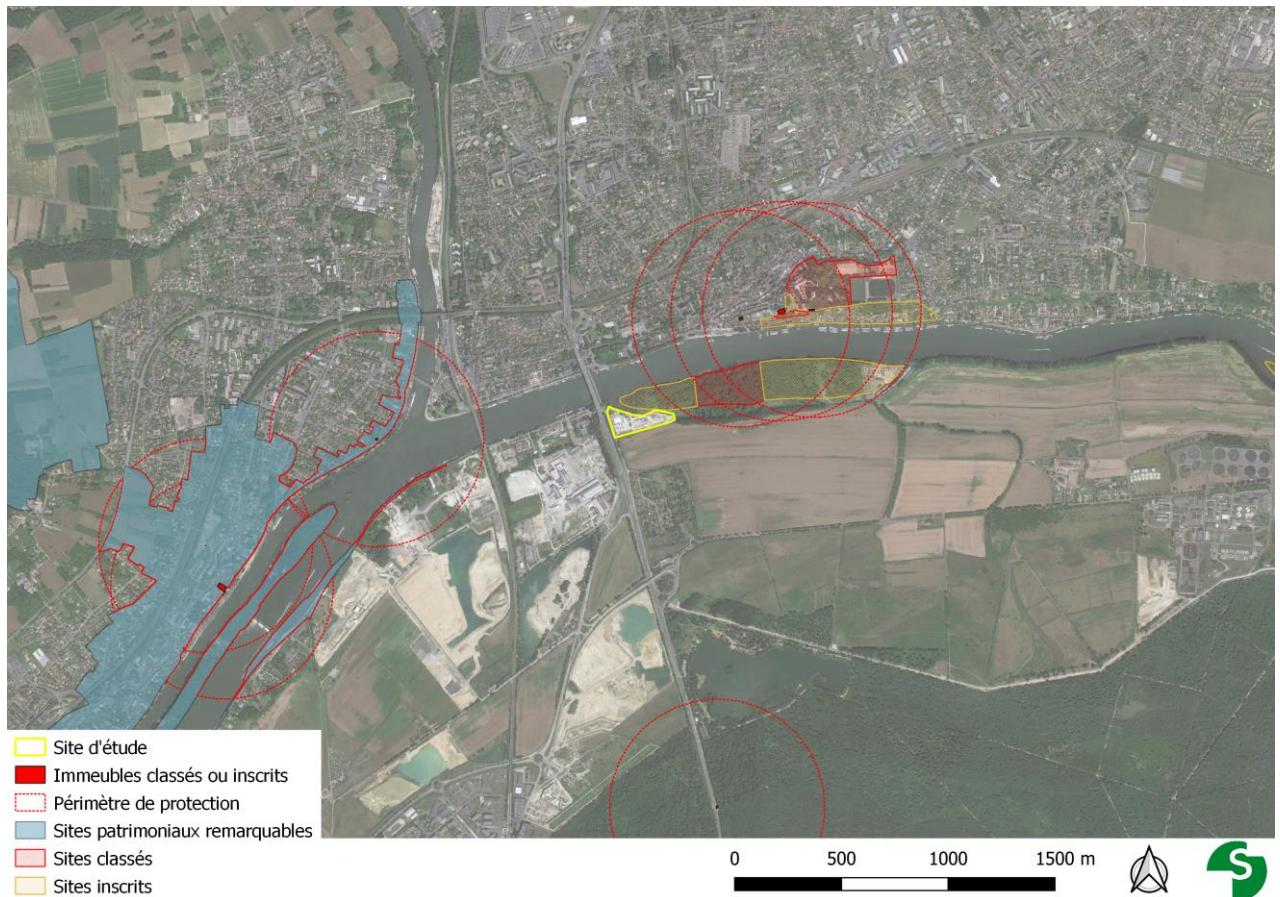 Site d'étude
Immeubles classés ou inscrits
Périmètre de protection
Sites patrimoniaux remarquables
Sites classés
Sites inscrits
0 500 1000 1500 m
S